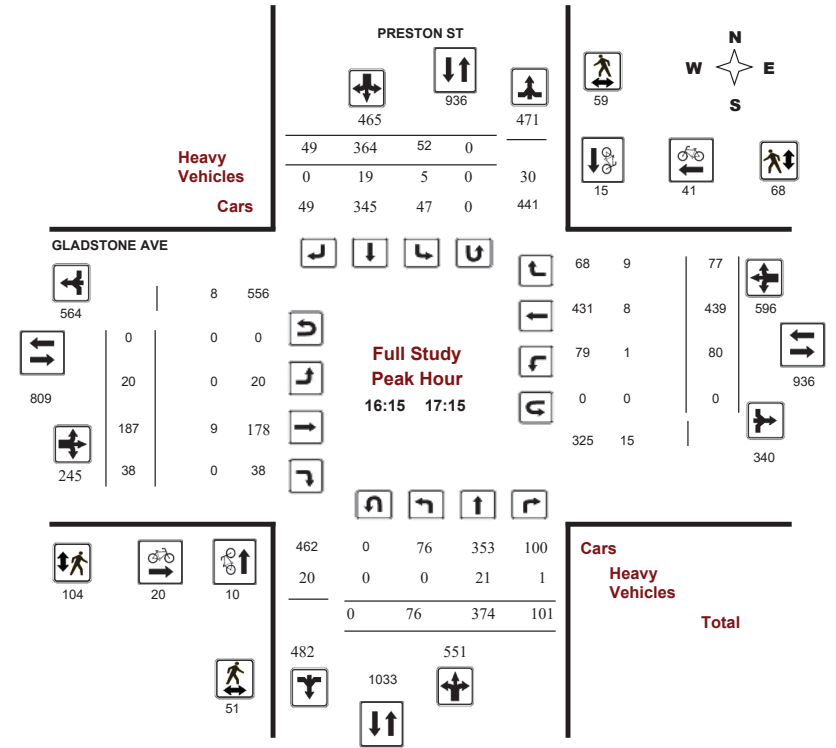 PRESTON ST
N
W E
S
936
59
465 471
49 364 52 0
Heavy
Vehicles
0 19 5 0 30
Cars
49 345 47 0 441
15 41 68
GLADSTONE AVE
564
8 556
68 9 77
596
431 8 439
0 0 0
809
20 0 20
Full Study
Peak Hour
16:15 17:15
79 1 80
936
0 0 0
187 9 178
245
38 0 38
325 15
340
462 0 76 353 100
Cars
20 0 0 21 1
Heavy
Vehicles
0 76 374 101
Total
104 20 10
482 551
1033
51